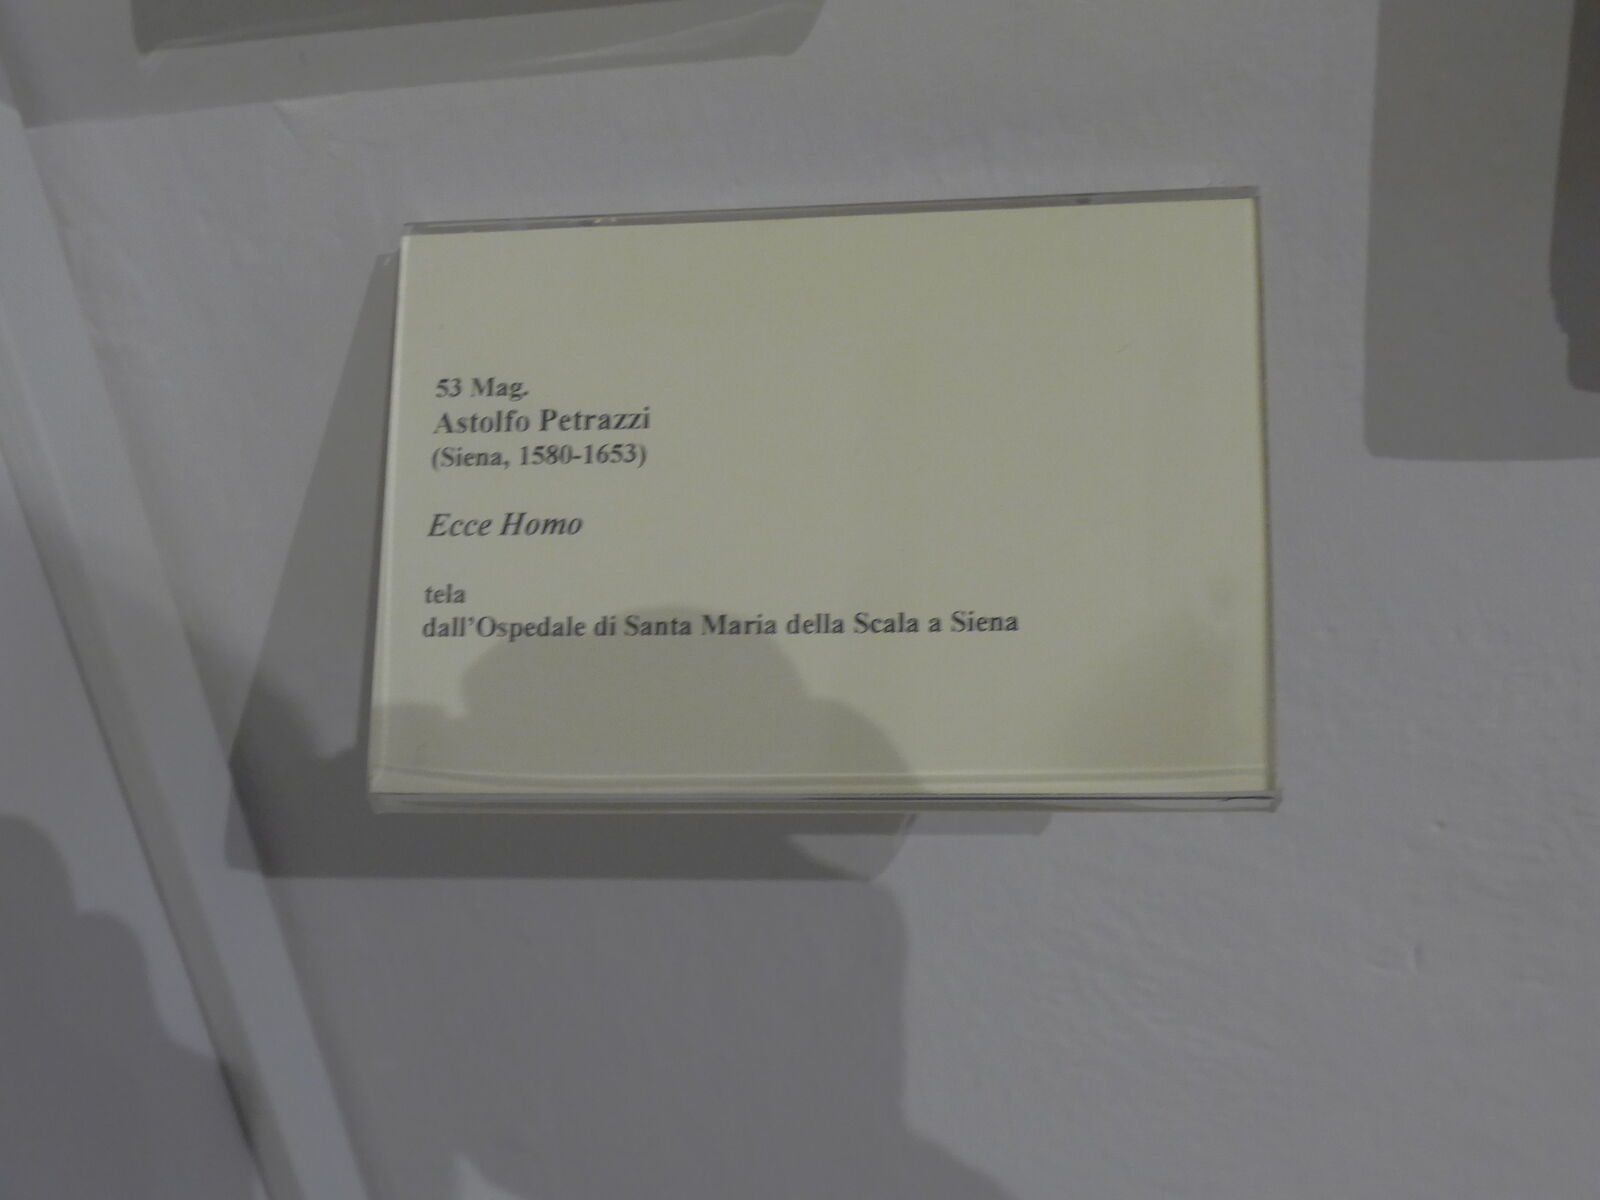 53 Mag.
Astolfo Petrazzi
(Siena, 1580-1653)
Ecce Homo
tela
dall'Ospedale di Santa Maria della Scala a Siena